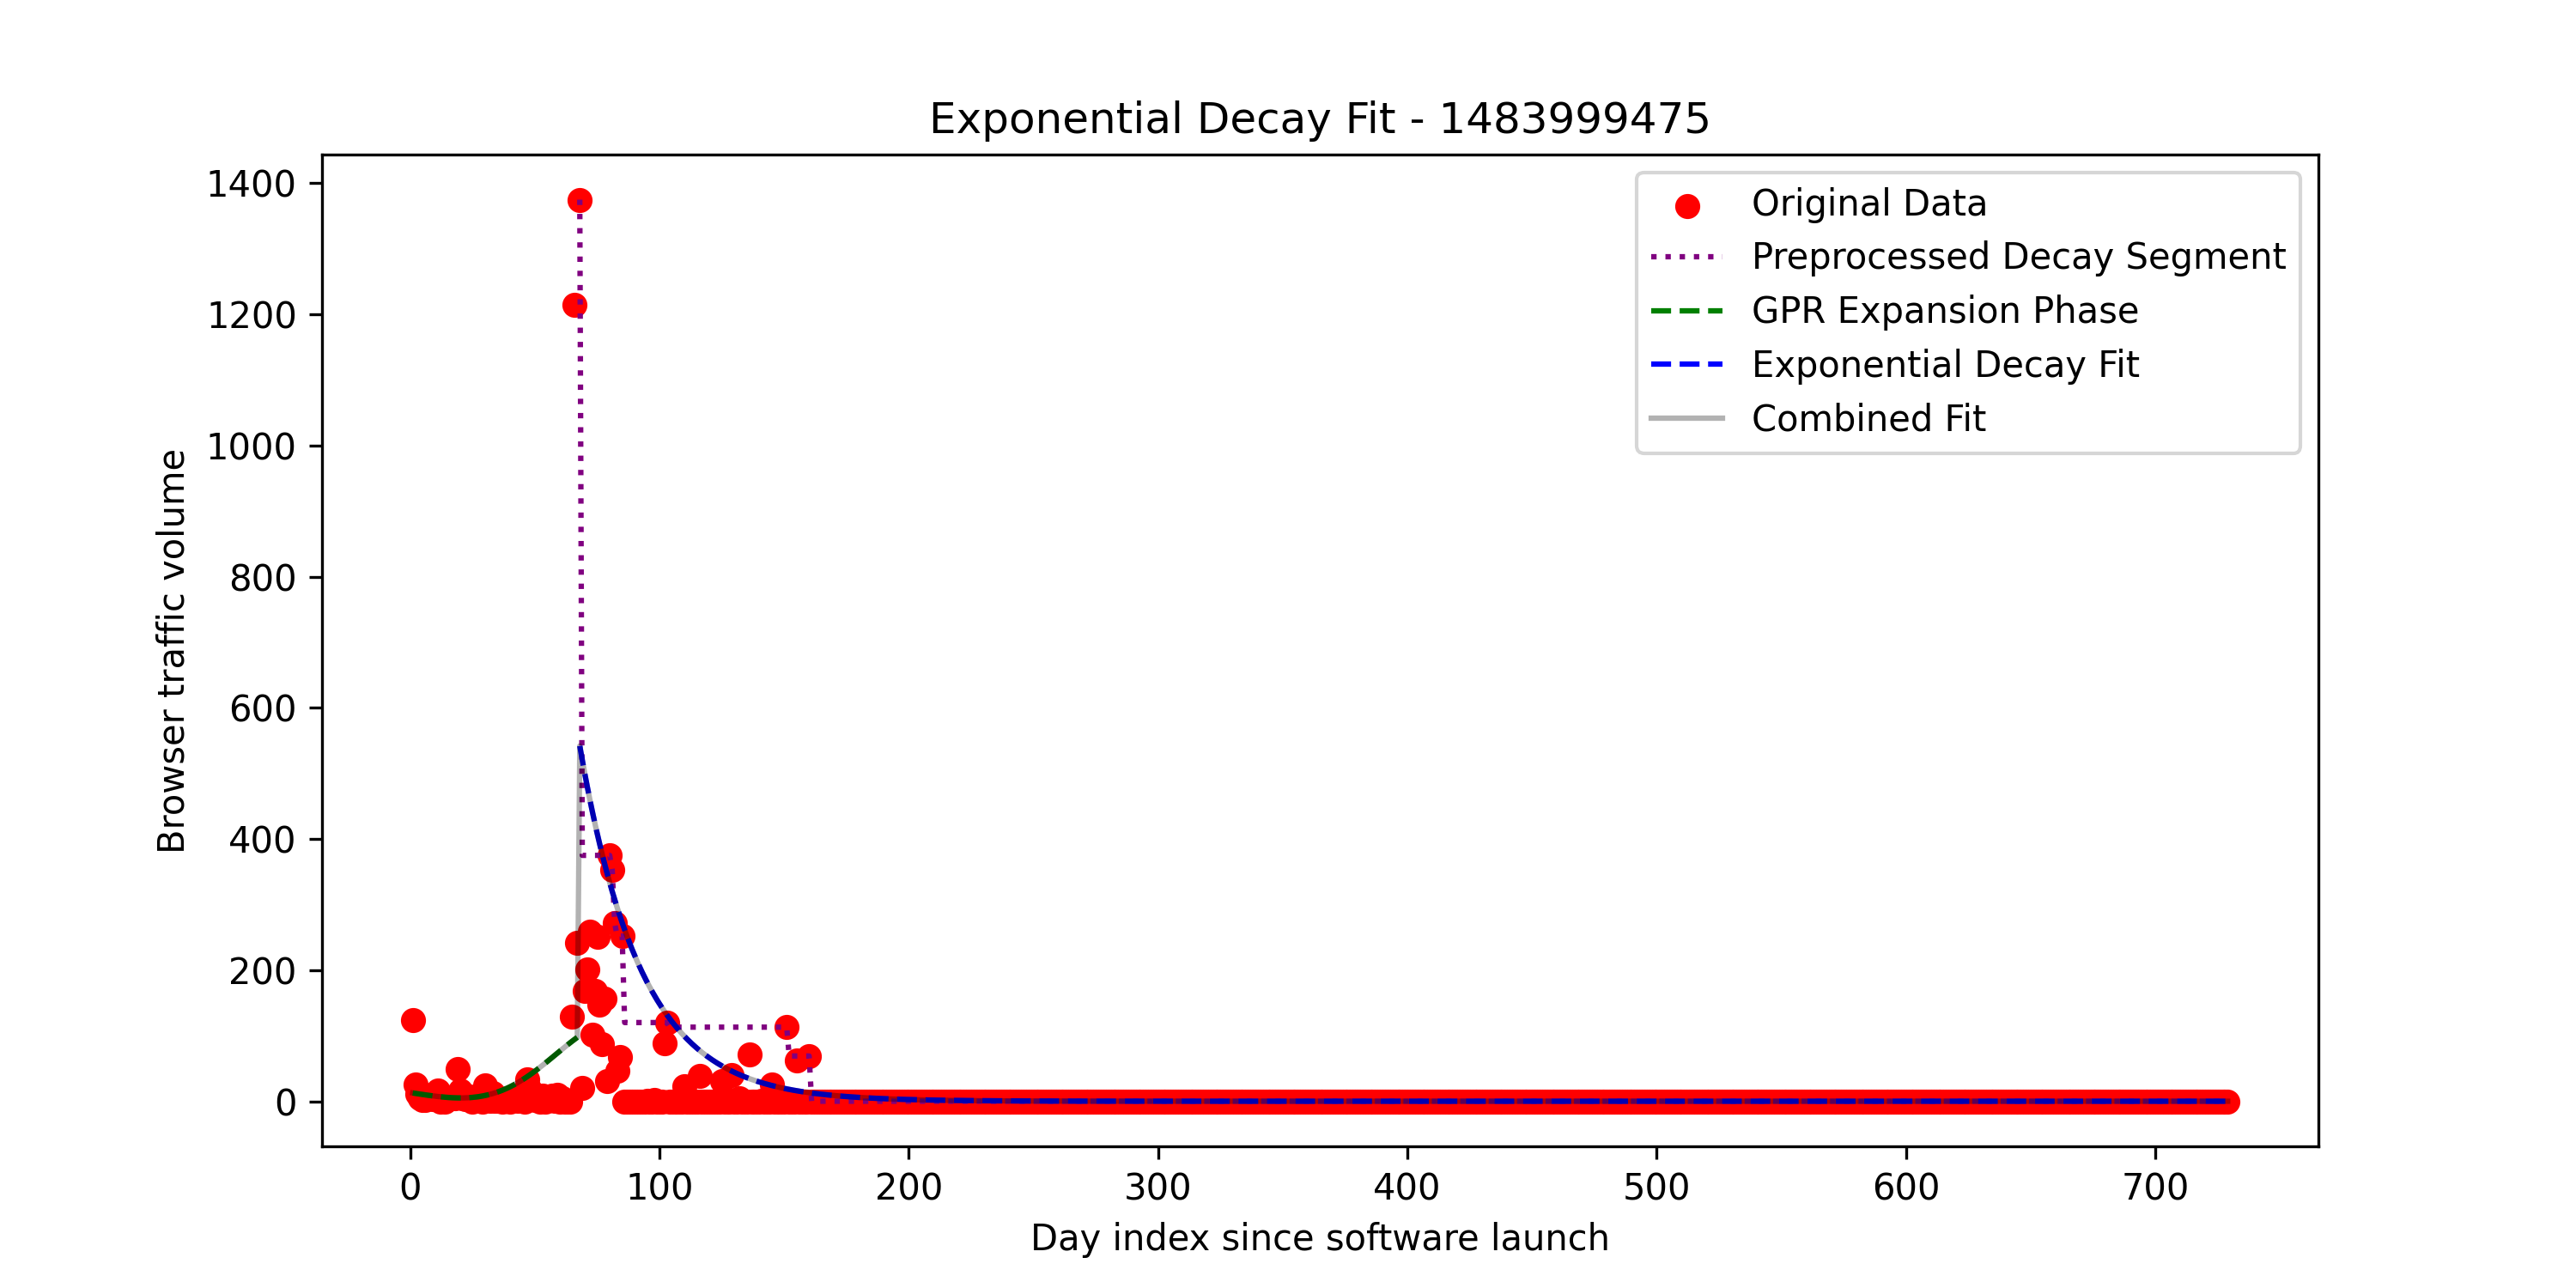 Exponential Decay Fit - 1483999475
Original Data
Preprocessed Decay Segment
GPR Expansion Phase
Exponential Decay Fit
Combined Fit
Browser traffic volume
1400
1200
1000
800
600
400
200
0
0 100 200 300 400 500 600 700
Day index since software launch